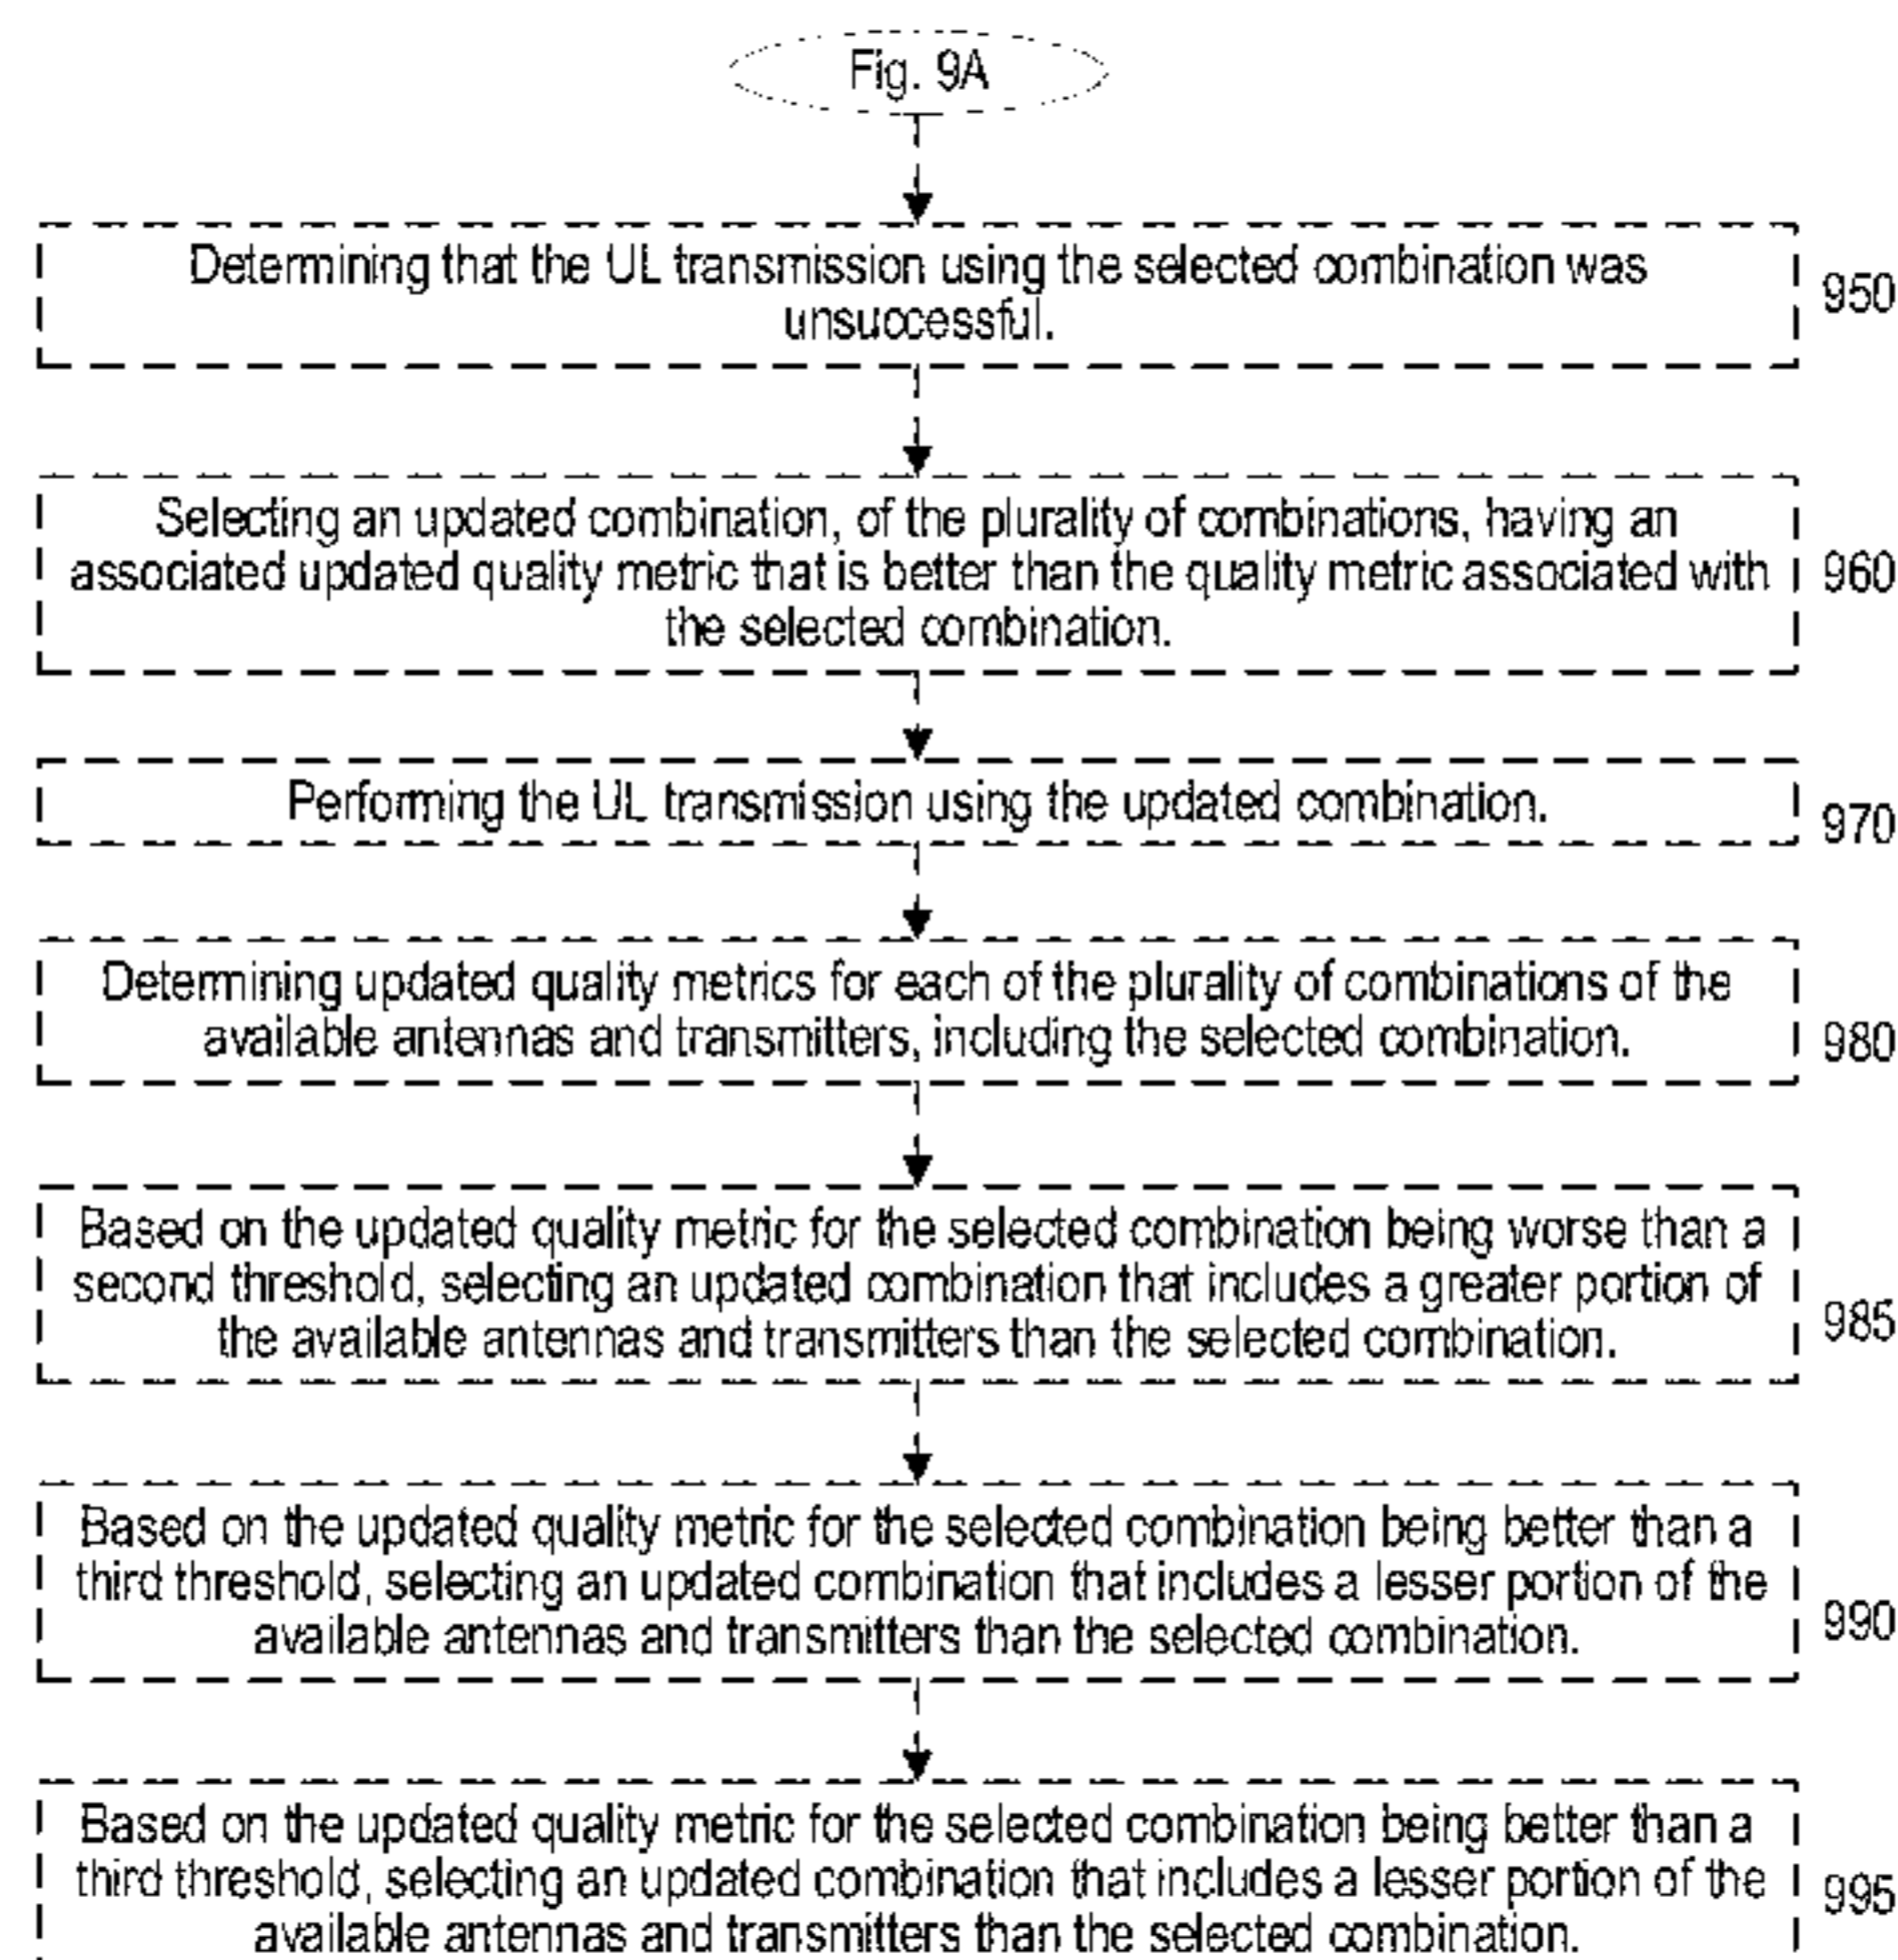 Fig. 9A
Determining that the UL transmission using the selected combination was
unsuccessful.
950
Selecting an updated combination, of the plurality of combinations, having an
associated updated quality metric that is better than the quality metric associated with
the selected combination.
960
Performing the UL transmission using the updated combination.
970
Determining updated quality metrics for each of the plurality of combinations of the
available antennas and transmitters, including the selected combination.
980
Based on the updated quality metric for the selected combination being worse than a
second threshold, selecting an updated combination that includes a greater portion of
the available antennas and transmitters than the selected combination.
985
Based on the updated quality metric for the selected combination being better than a
third threshold, selecting an updated combination that includes a lesser portion of the
available antennas and transmitters than the selected combination.
990
Based on the updated quality metric for the selected combination being better than a
third threshold, selecting an updated combination that includes a lesser portion of the
available antennas and transmitters than the selected combination.
995